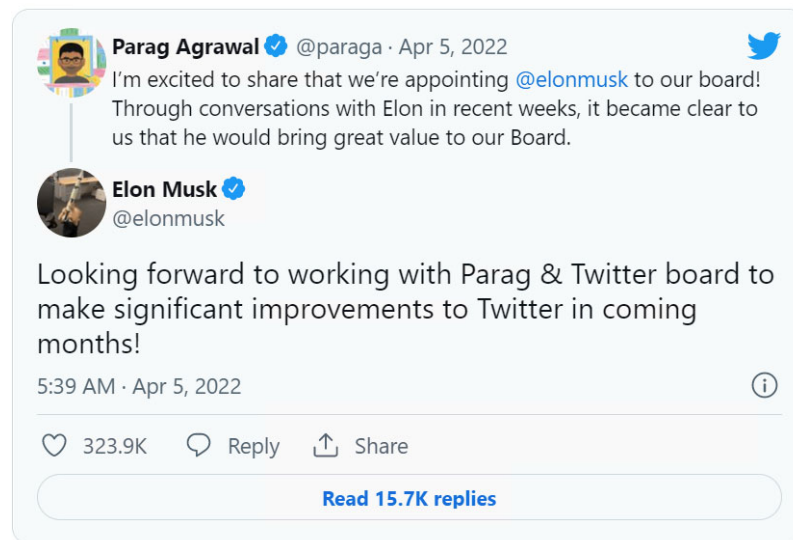 Parag Agrawal @paraga · Apr 5, 2022
I'm excited to share that we're appointing @elonmusk to our board!
Through conversations with Elon in recent weeks, it became clear to
us that he would bring great value to our Board.
Elon Musk
@elonmusk
Looking forward to working with Parag & Twitter board to
make significant improvements to Twitter in coming
months!
5:39 AM · Apr 5, 2022
323.9K Reply Share
Read 15.7K replies